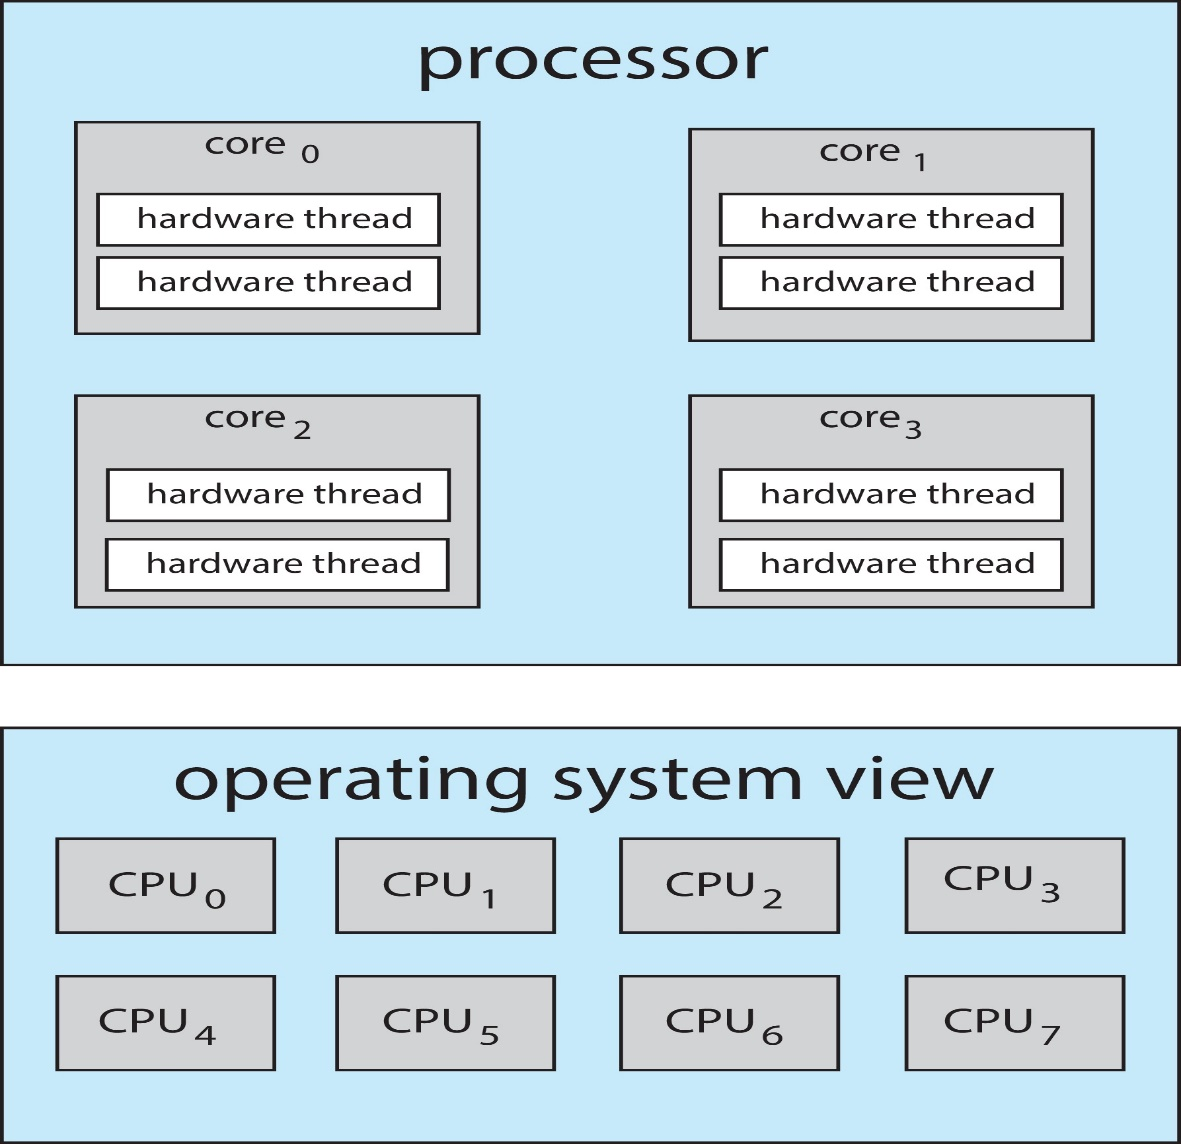 processor
core 0
hardware thread
hardware thread
core 1
hardware thread
hardware thread
core 2
hardware thread
hardware thread
core 3
hardware thread
hardware thread
operating system view
CPU 0
CPU 1
CPU 2
CPU 3
CPU 4
CPU 5
CPU 6
CPU 7